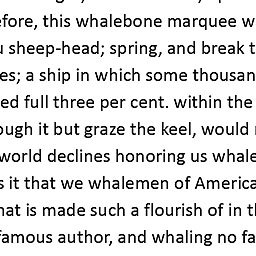 efore, this whalebone marquee w
sheep-head; spring, and break t
es; a ship in which some thousan
ed full three per cent. within the
ough it but graze the keel, would
world declines honoring us whale
s it that we whalemen of America
hat is made such a flourish of in t
famous author, and whaling no fa